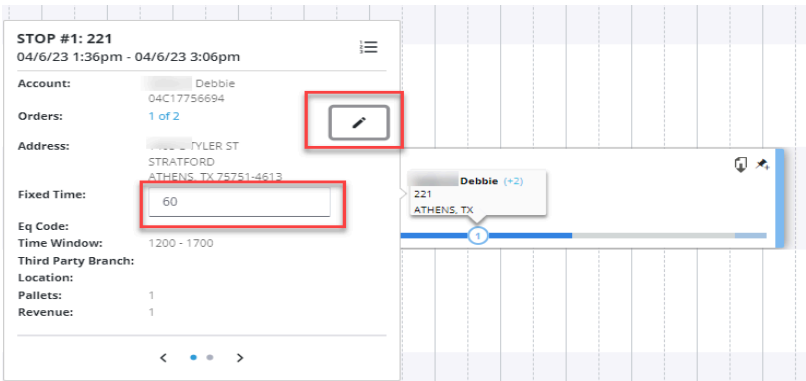 STOP #1: 221
04/6/23 1:36pm - 04/6/23 3:06pm
Account: Debbie
04C17756694
Orders: 1 of 2
Address: TYLER ST
STRATFORD
ATHENS, TX 75751-4613
Fixed Time: 60
Eq Code:
Time Window: 1200 - 1700
Third Party Branch:
Location:
Pallets: 1
Revenue: 1
Debbie (+2)
221
ATHENS, TX
1